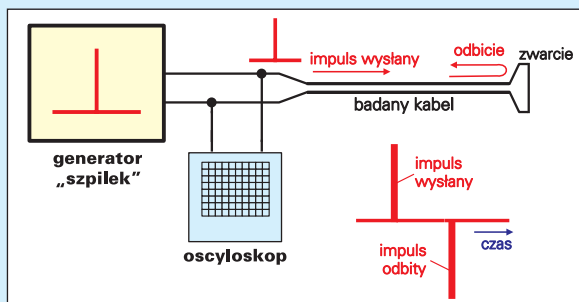 impuls wysłany
odbicie
zwarcie
badany kabel
generator
„szpilek”
oscyloskop
impuls
wysłany
czas
impuls
odbity